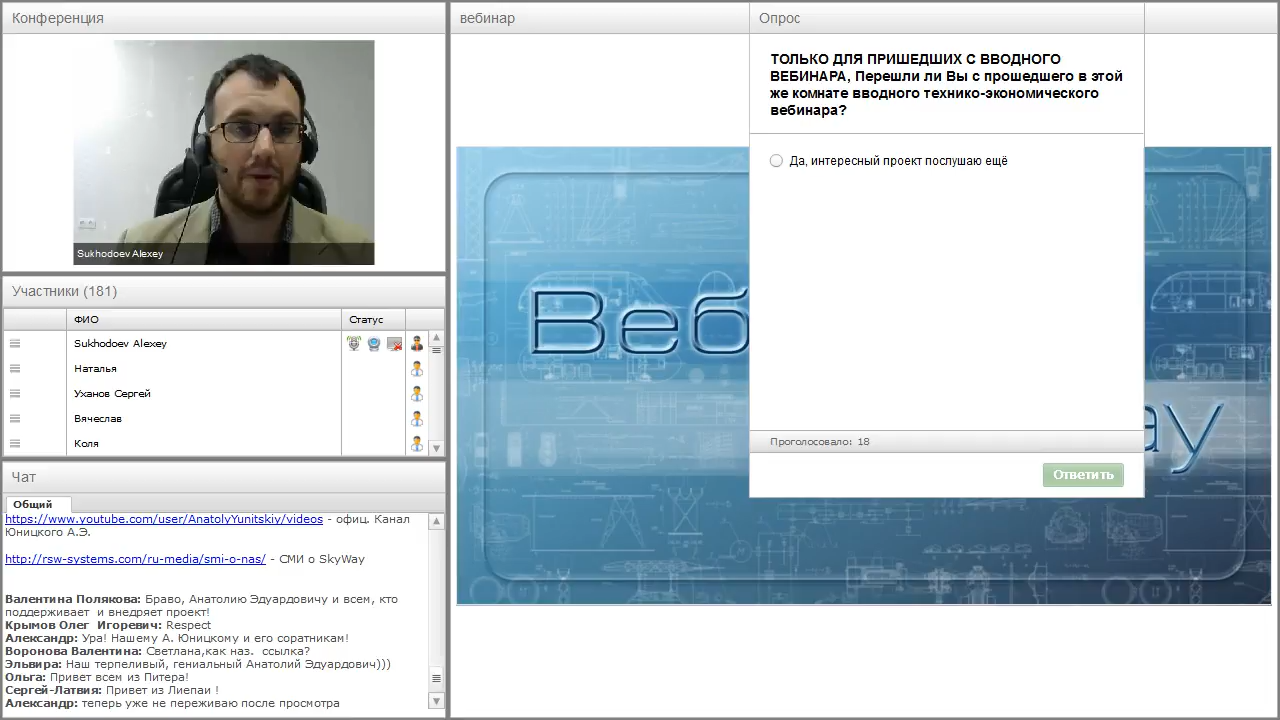 Конференция
Sukhodoev Alexey
Участники (181)
ФИО Статус
Sukhodoev Alexey
Наталья
Уханов Сергей
Вячеслав
Коля
Чат
Общий
https://www.youtube.com/user/AnatolyYunitskiy/videos - офиц. Канал
Юницкого А.Э.
http://rsw-systems.com/ru-media/smi-o-nas/ - СМИ о SkyWay
Валентина Полякова: Браво, Анатолию Эдуардовичу и всем, кто
поддерживает и внедряет проект!
Крымов Олег Игоревич: Respect
Александр: Ура! Нашему А. Юницкому и его соратникам!
Воронова Валентина: Светлана,как наз. ссылка?
Эльвира: Наш терпеливый, гениальный Анатолий Эдуардович)))
Ольга: Привет всем из Питера!
Сергей-Латвия: Привет из Лиепаи !
Александр: теперь уже не переживаю после просмотра
вебинар
Веб
ay
Опрос
ТОЛЬКО ДЛЯ ПРИШЕДШИХ С ВВОДНОГО
ВЕБИНАРА, Перешли ли Вы с прошедшего в этой
же комнате вводного технико-экономического
вебинара?
Да, интересный проект послушаю ещё
Проголосовало: 18
Ответить